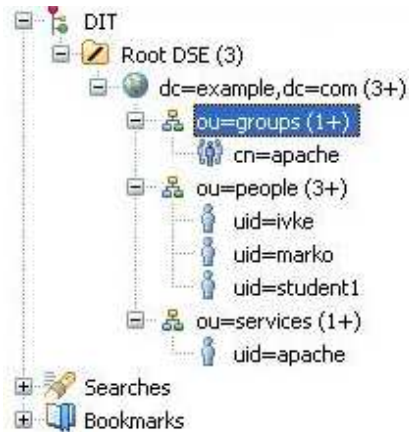 DIT
Root DSE (3)
dc=example,dc=com (3+)
ou=groups (1+)
cn=apache
ou=people (3+)
uid=ivke
uid=marko
uid=student1
ou=services (1+)
uid=apache
Searches
Bookmarks